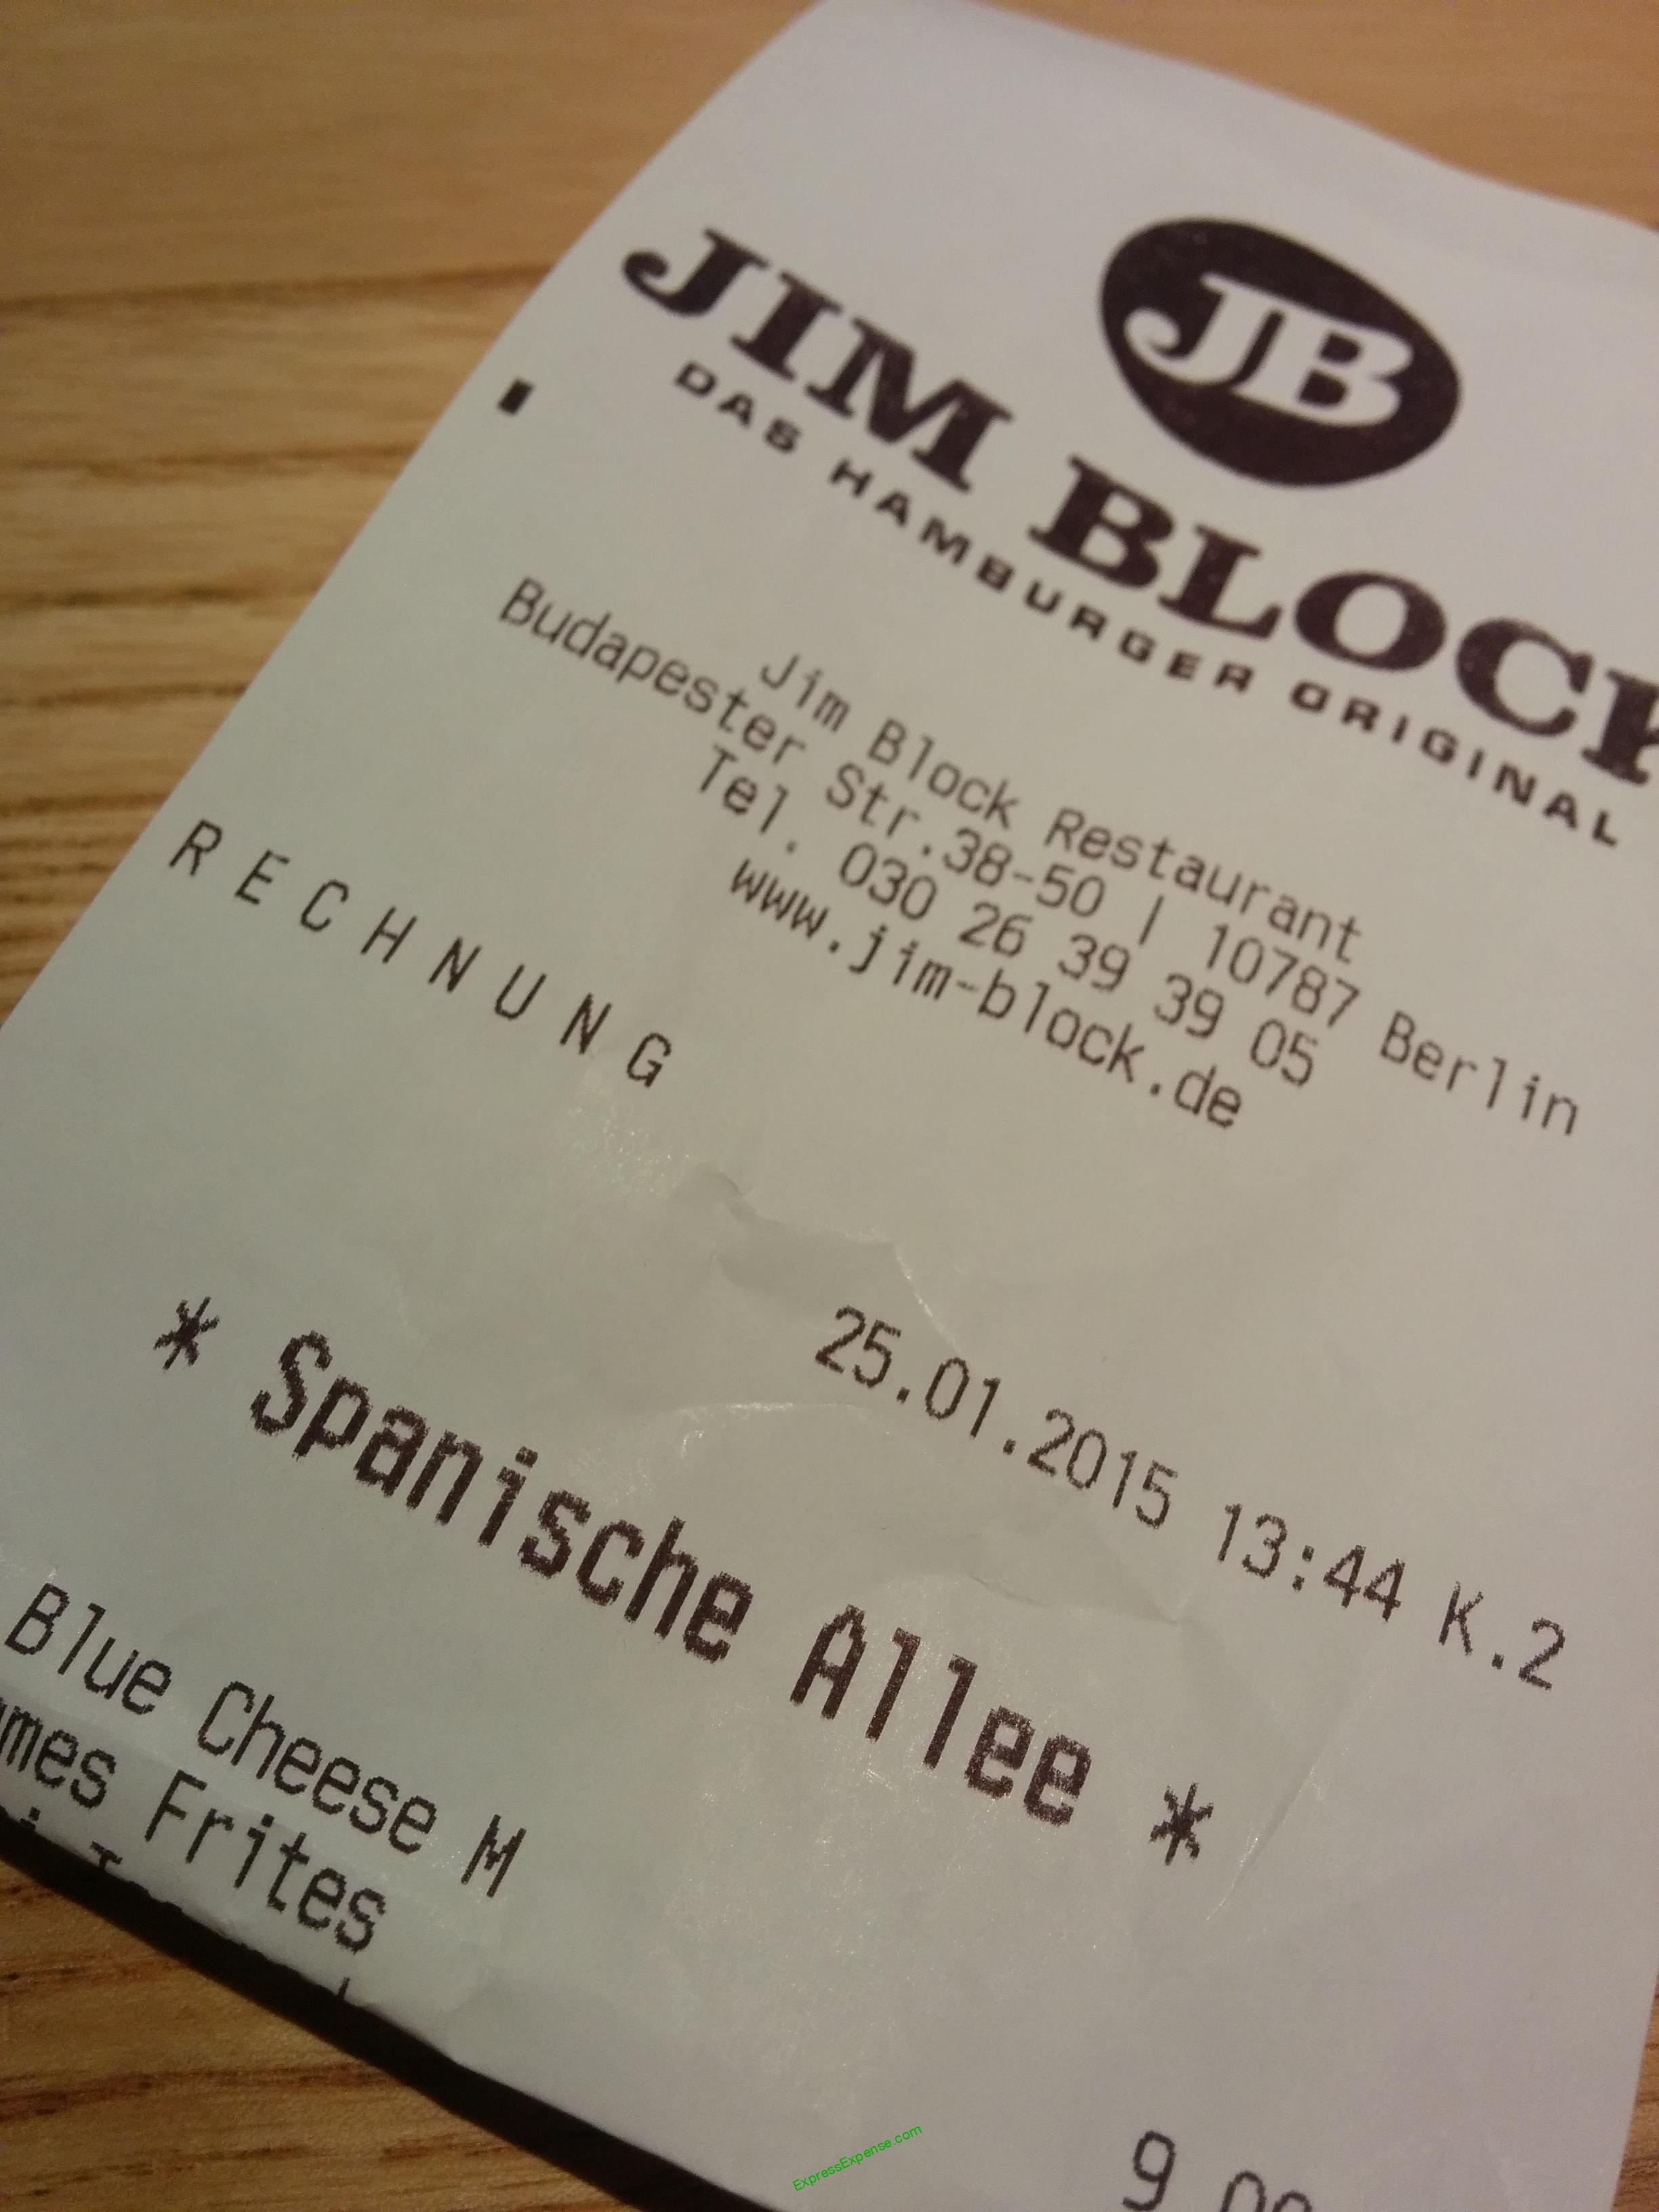 JB
JIM BLOCK
DAS HAMBURGER ORIGINAL
Jim Block Restaurant
Budapester Str.38-50 | 10787 Berlin
Tel. 030 26 39 39 05
www.jim-block.de
RECHNUNG
25.01.2015 13:44 K.2
* Spanische Allee *
Blue Cheese M
mes Frites
ExpressExpense.com